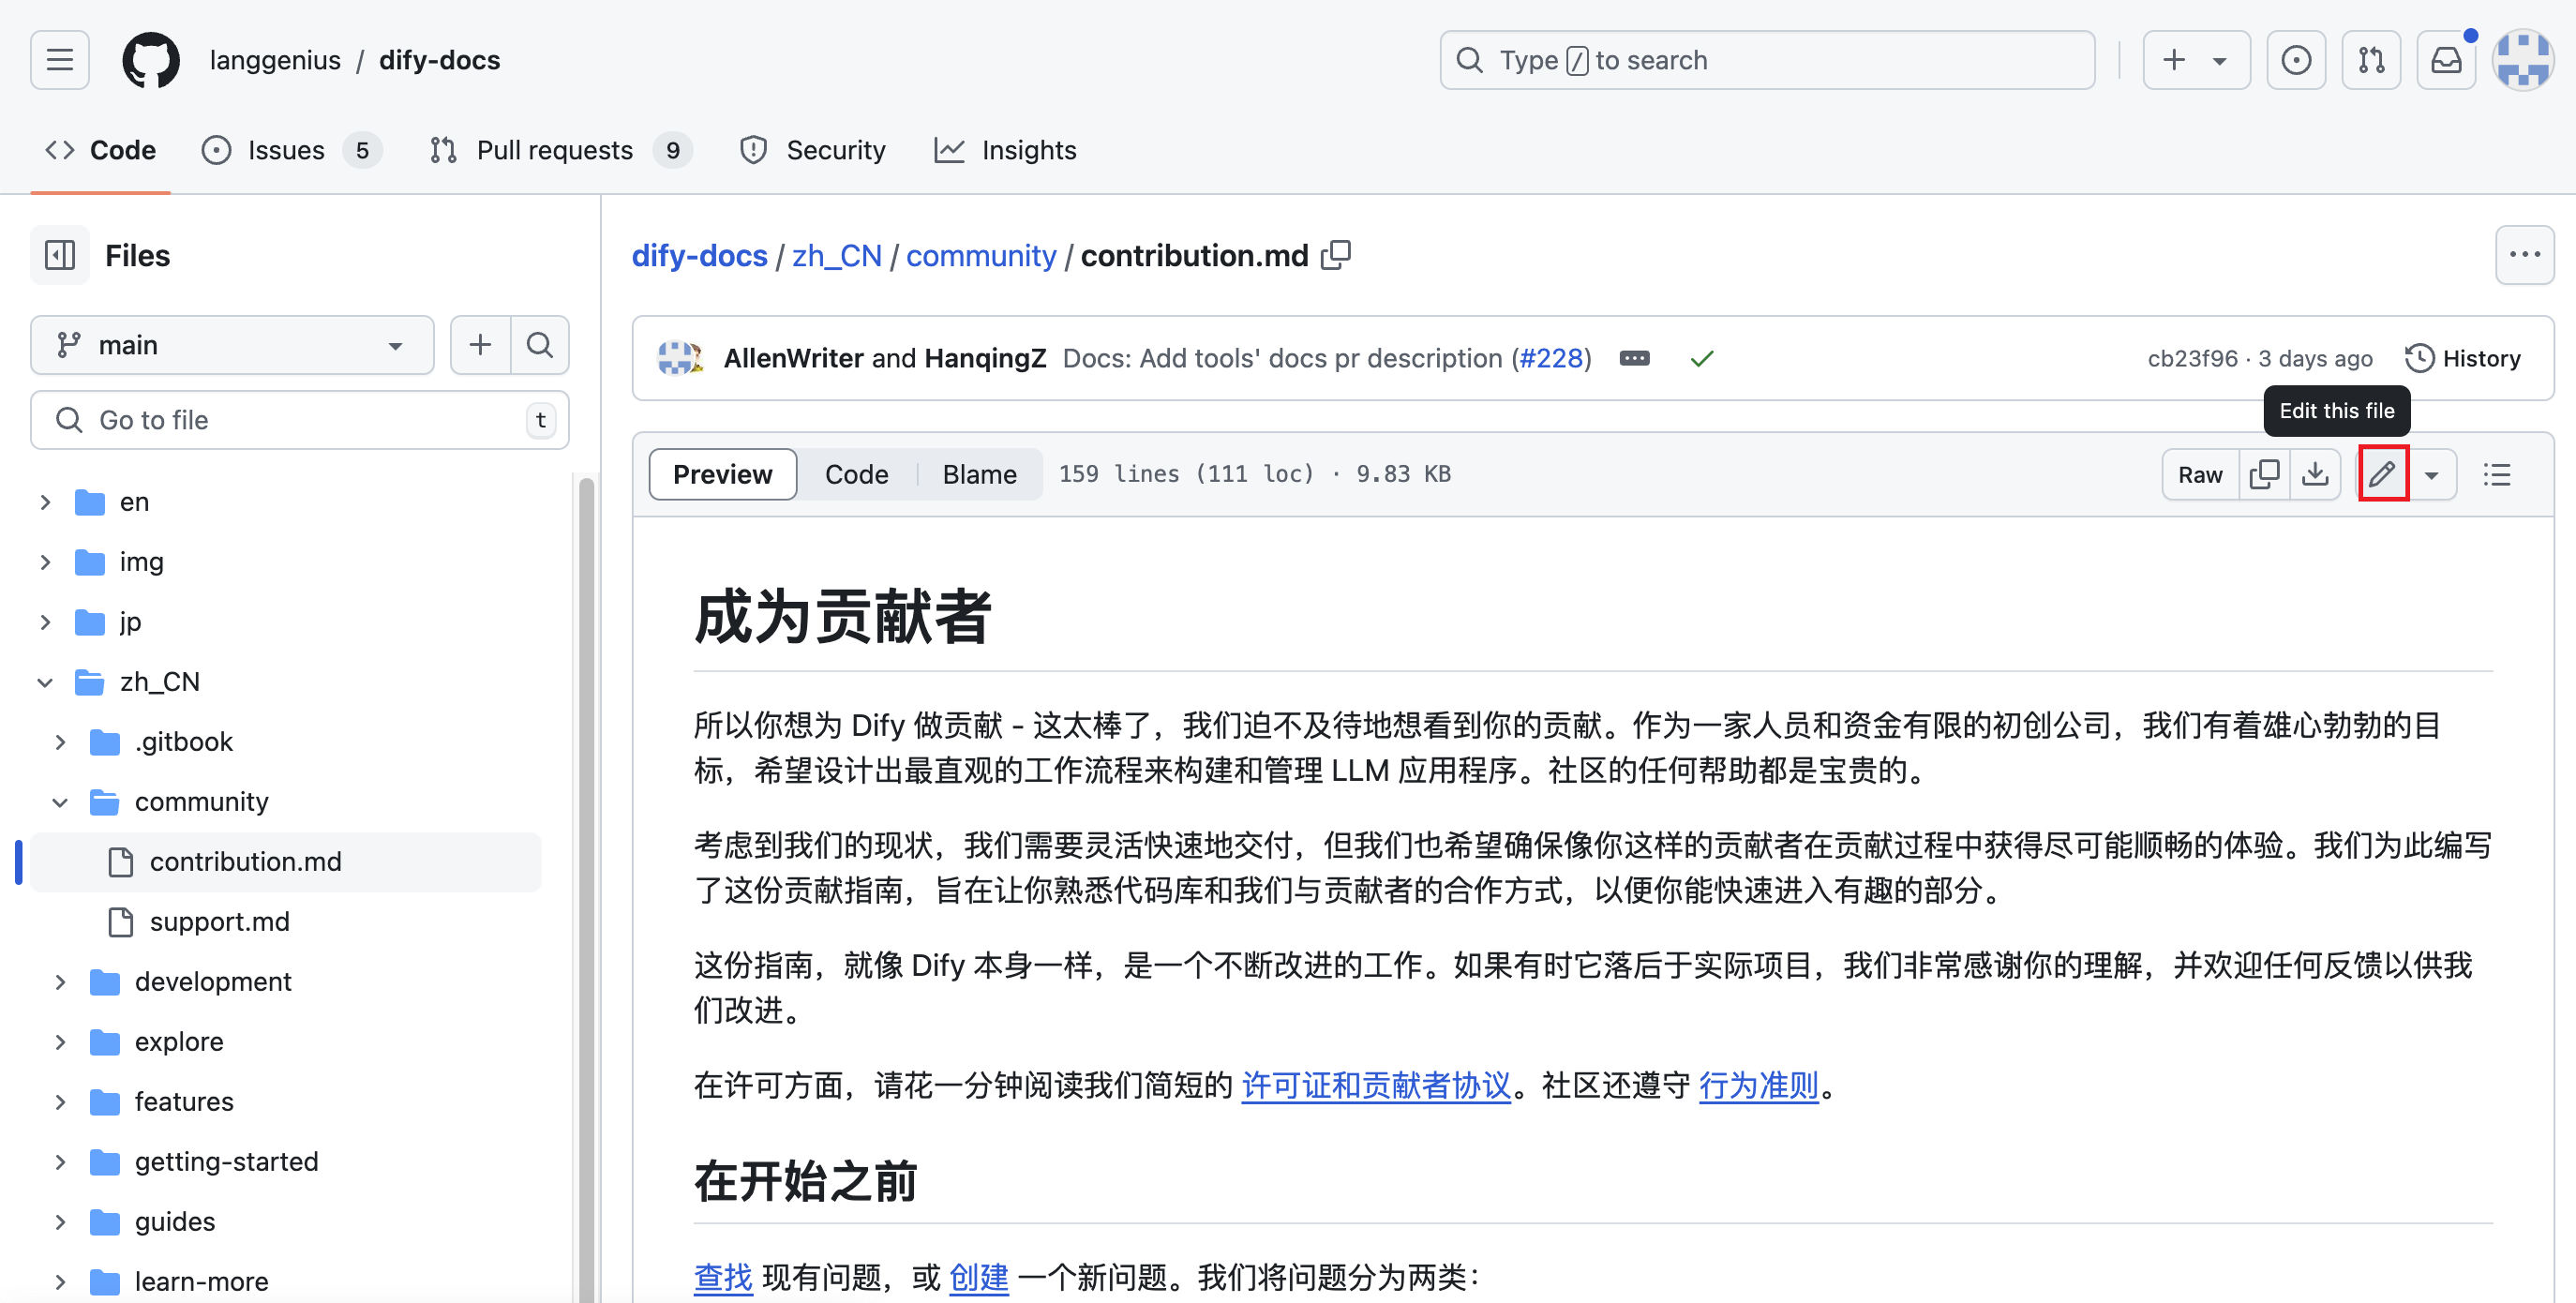 langgenius / dify-docs
Type / to search
Code
Issues 5
Pull requests 9
Security
Insights
Files
main
Go to file
t
en
img
jp
zh_CN
.gitbook
community
contribution.md
support.md
development
explore
features
getting-started
guides
learn-more
dify-docs / zh_CN / community / contribution.md
AllenWriter and HanqingZ Docs: Add tools' docs pr description (#228)
cb23f96 · 3 days ago
History
Edit this file
Preview
Code
Blame
159 lines (111 loc) · 9.83 KB
Raw
成为贡献者
所以你想为 Dify 做贡献 - 这太棒了，我们迫不及待地想看到你的贡献。作为一家人员和资金有限的初创公司，我们有着雄心勃勃的目
标，希望设计出最直观的工作流程来构建和管理 LLM 应用程序。社区的任何帮助都是宝贵的。
考虑到我们的现状，我们需要灵活快速地交付，但我们也希望确保像你这样的贡献者在贡献过程中获得尽可能顺畅的体验。我们为此编写
了这份贡献指南，旨在让你熟悉代码库和我们与贡献者的合作方式，以便你能快速进入有趣的部分。
这份指南，就像 Dify 本身一样，是一个不断改进的工作。如果有时它落后于实际项目，我们非常感谢你的理解，并欢迎任何反馈以供我
们改进。
在许可方面，请花一分钟阅读我们简短的 许可证和贡献者协议。社区还遵守 行为准则。
在开始之前
查找 现有问题，或 创建 一个新问题。我们将问题分为两类：